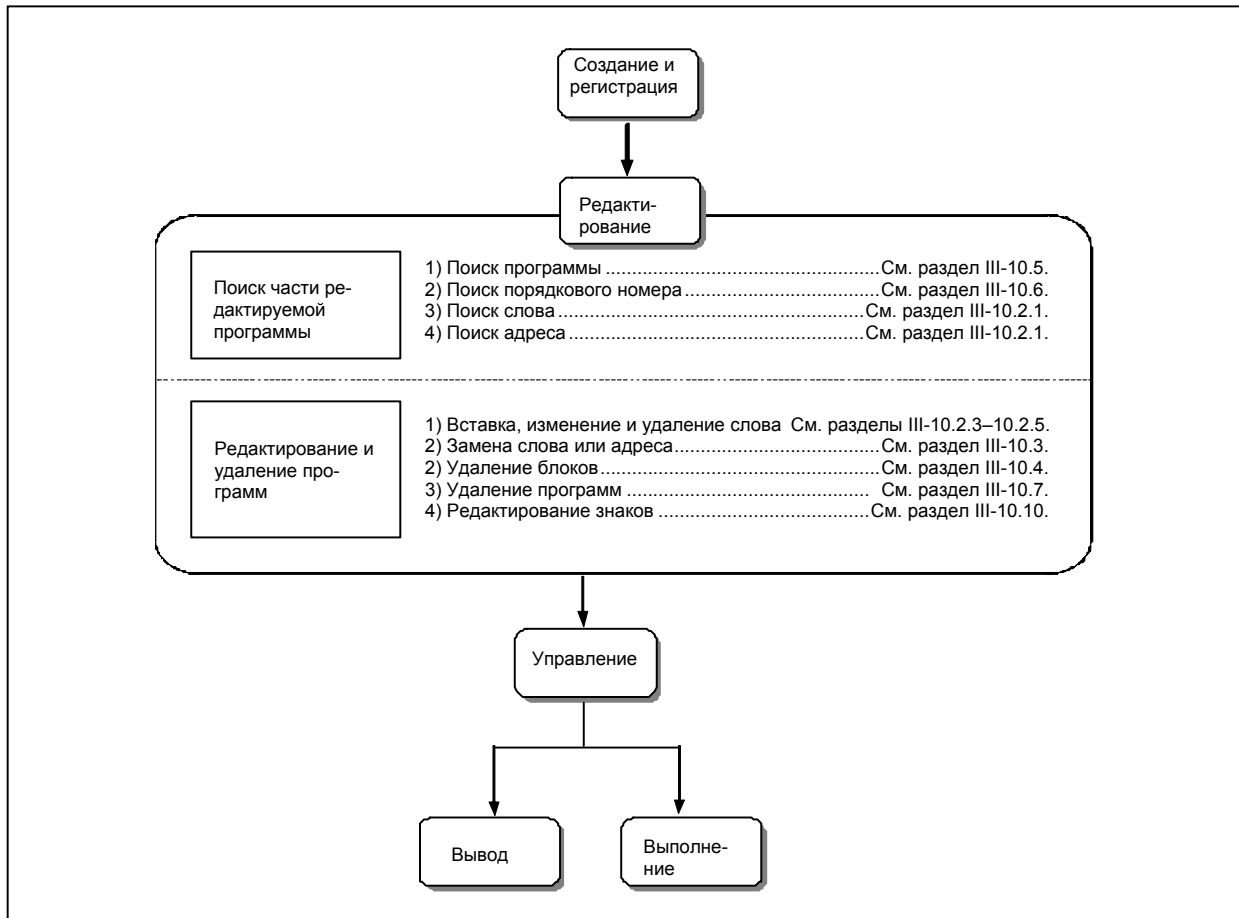 Создание и
регистрация
Редакти-
рование
Поиск части ре-
дактируемой
программы
1) Поиск программы ................................................См. раздел III-10.5.
2) Поиск порядкового номера ..................................См. раздел III-10.6.
3) Поиск слова ......................................................См. раздел III-10.2.1.
4) Поиск адреса ....................................................См. раздел III-10.2.1.
Редактирование и
удаление про-
грамм
1) Вставка, изменение и удаление слова См. разделы III-10.2.3–10.2.5.
2) Замена слова или адреса ....................................См. раздел III-10.3.
2) Удаление блоков ................................................См. раздел III-10.4.
3) Удаление программ .......................................... См. раздел III-10.7.
4) Редактирование знаков .....................................См. раздел III-10.10.
Управление
Вывод
Выполне-
ние